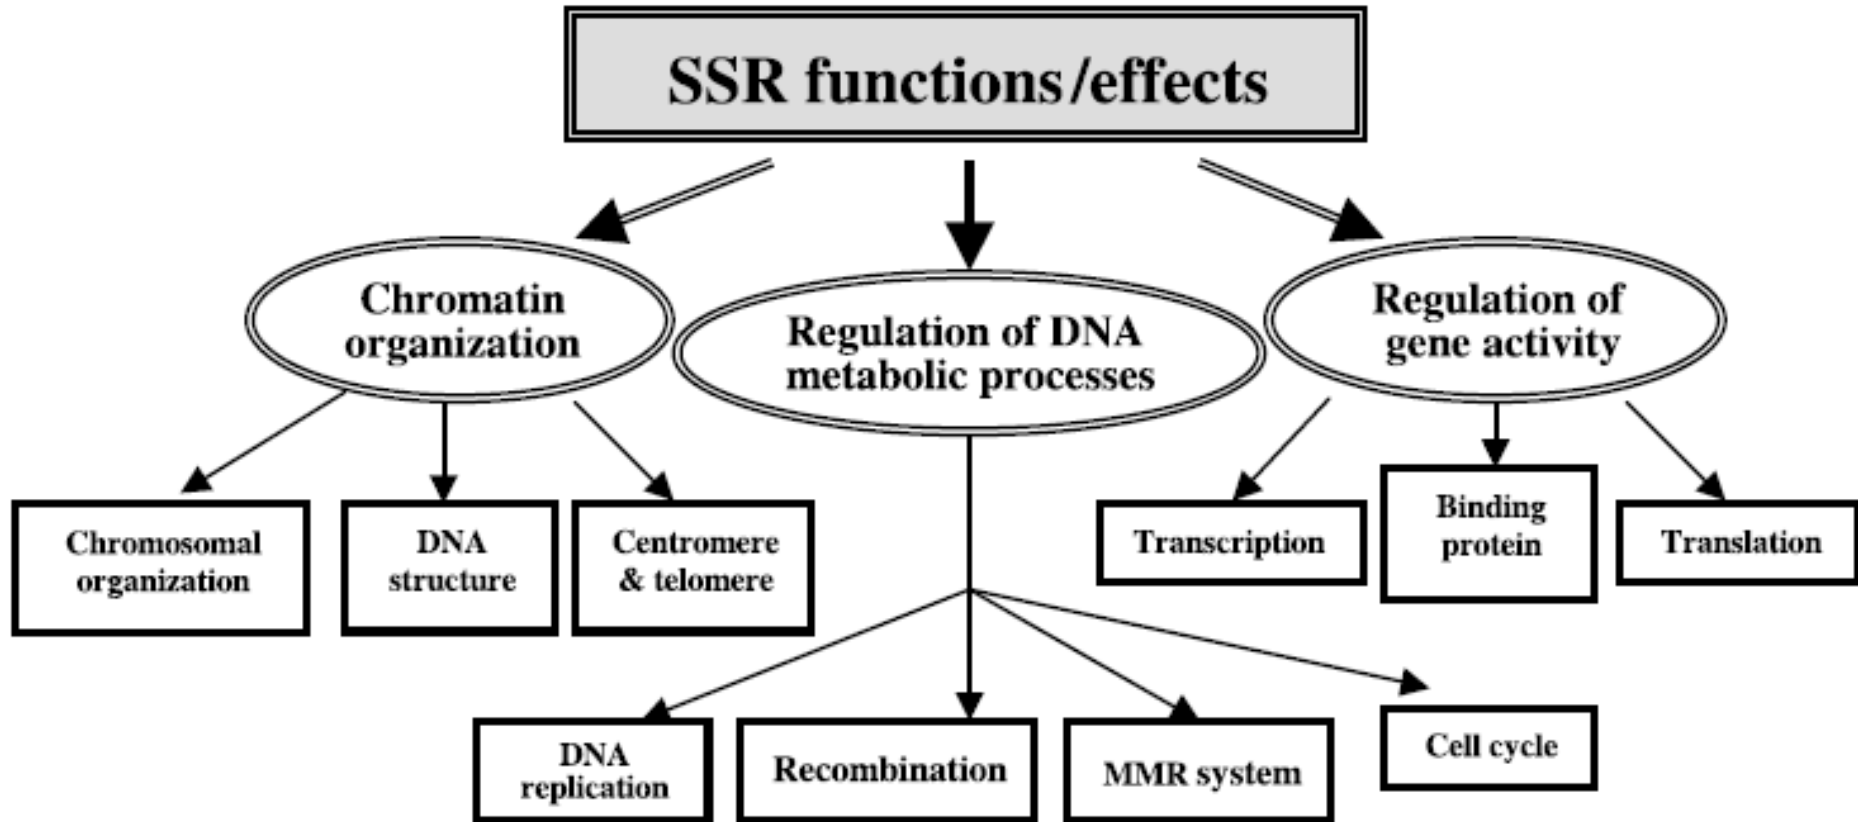 SSR functions/effects
Chromatin
organization
Regulation of DNA
metabolic processes
Regulation of
gene activity
Chromosomal
organization
DNA
structure
Centromere
& telomere
Transcription
Binding
protein
Translation
DNA
replication
Recombination
MMR system
Cell cycle